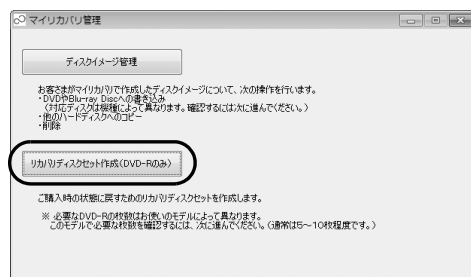 マイリカバリ管理
ディスクイメージ管理
お客さまがマイリカバリで作成したディスクイメージについて、次の操作を行います。
・DVDやBlu-ray Discへの書き込み
（対応ディスクは機種によって異なります。確認するには次に進んでください。）
・他のハードディスクへのコピー
・削除
リカバリディスクセット作成（DVD-Rのみ）
ご購入時の状態に戻すためのリカバリディスクセットを作成します。
※ 必要なDVD-Rの枚数はお使いのモデルによって異なります。
このモデルで必要な枚数を確認するには、次に進んでください。（通常は5～10枚程度です。）